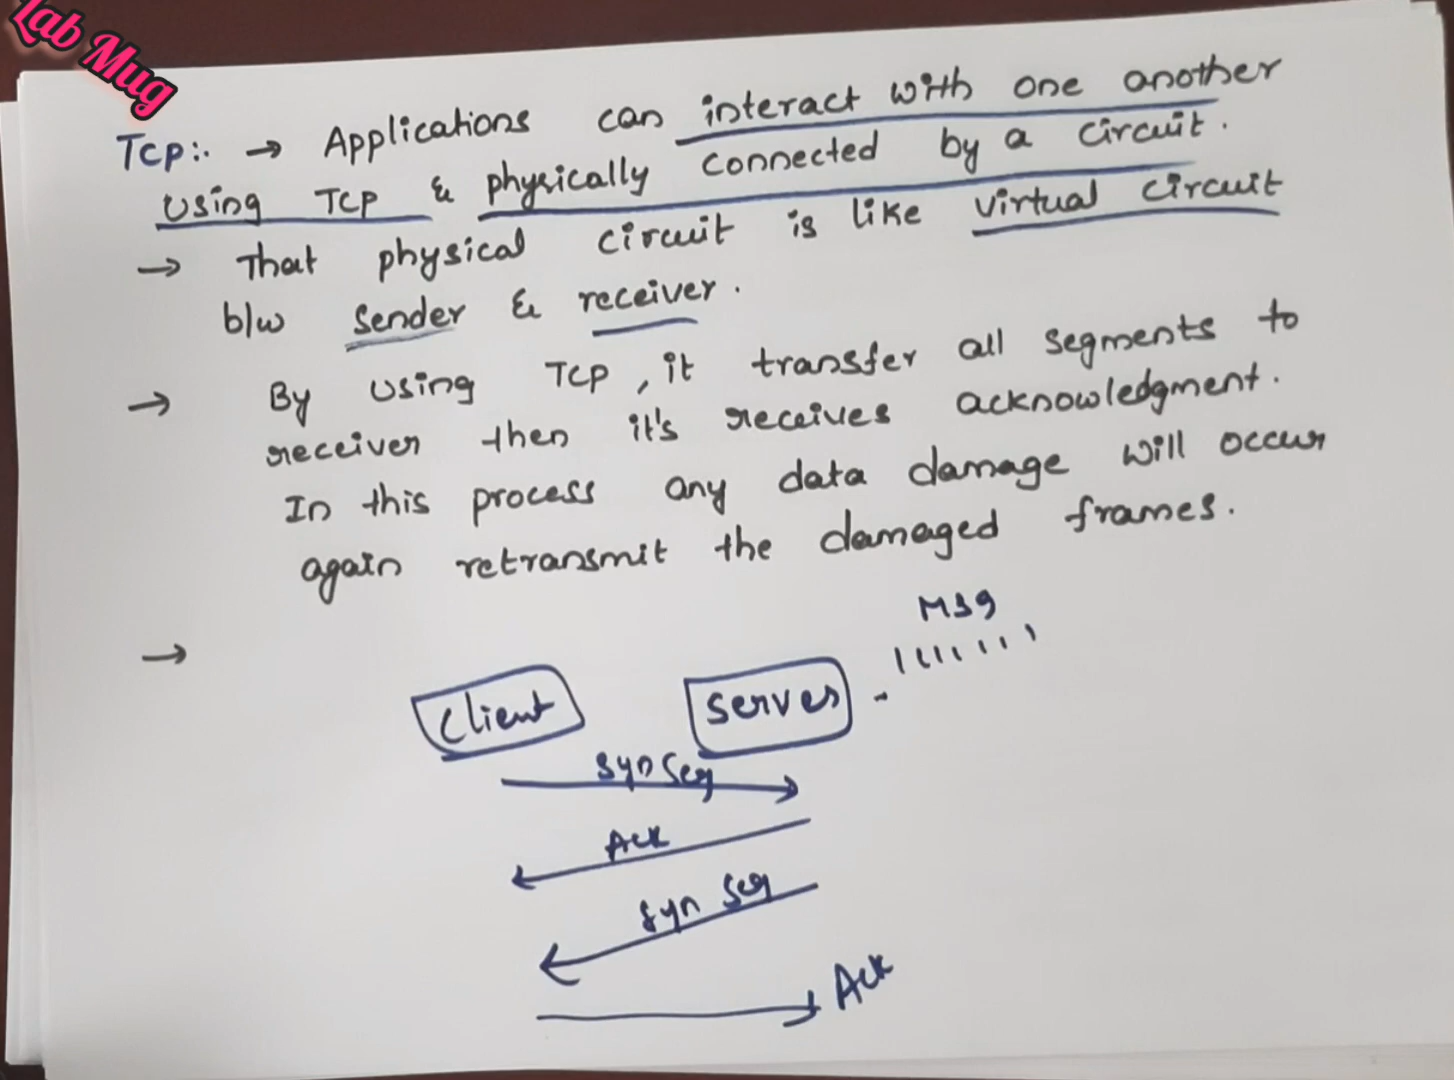 Lab Mug
Tcp:. → Applications can interact with one another
using TCP & physically connected by a circuit.
→ That physical circuit is like virtual circuit
b/w sender & receiver.
→ By using TCP, it transfer all segments to
receiver then it's receives acknowledgment.
In this process any data damage will occur
again retransmit the damaged frames.
→
Msg
client server
syn seg
Ack
syn seg
Ack